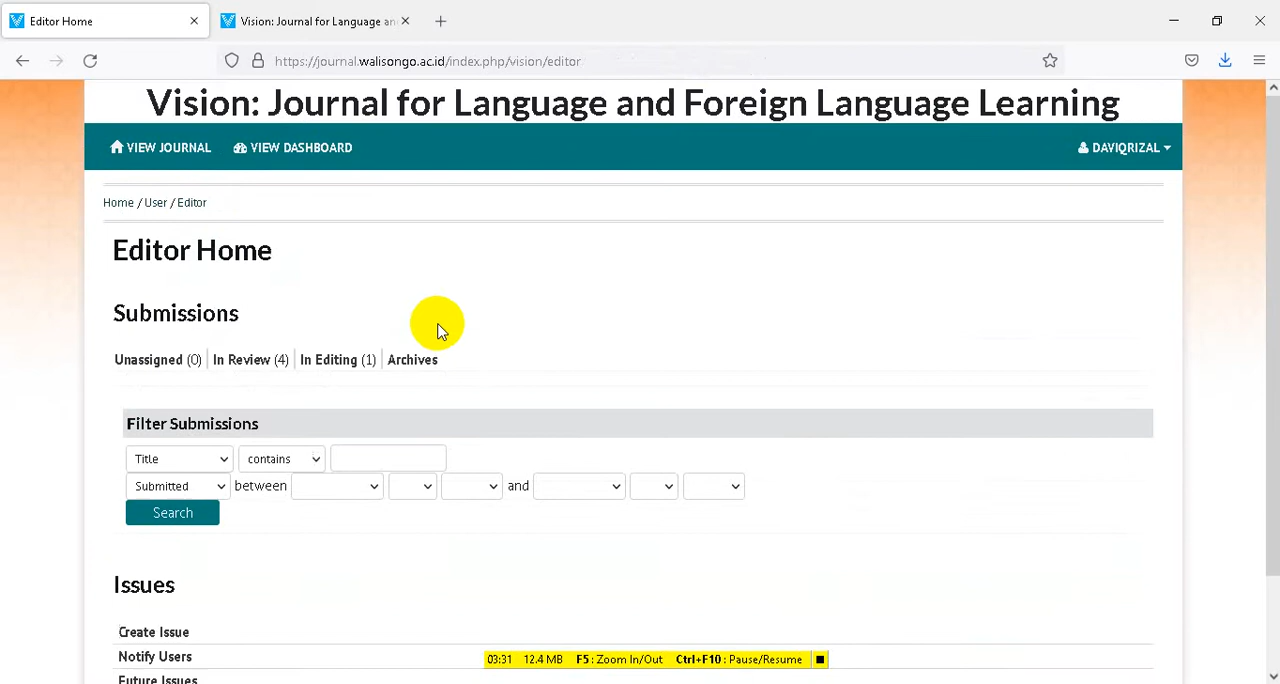 Editor Home
Vision: Journal for Language an
https://journal.walisongo.ac.id/index.php/vision/editor
Vision: Journal for Language and Foreign Language Learning
VIEW JOURNAL VIEW DASHBOARD DAVIQRIZAL
Home / User / Editor
Editor Home
Submissions
Unassigned (0) In Review (4) In Editing (1) Archives
Filter Submissions
Title contains
Submitted between and
Search
Issues
Create Issue
Notify Users
03:31 12.4 MB F5 : Zoom In/Out Ctrl+F10 : Pause/Resume
Future Issues